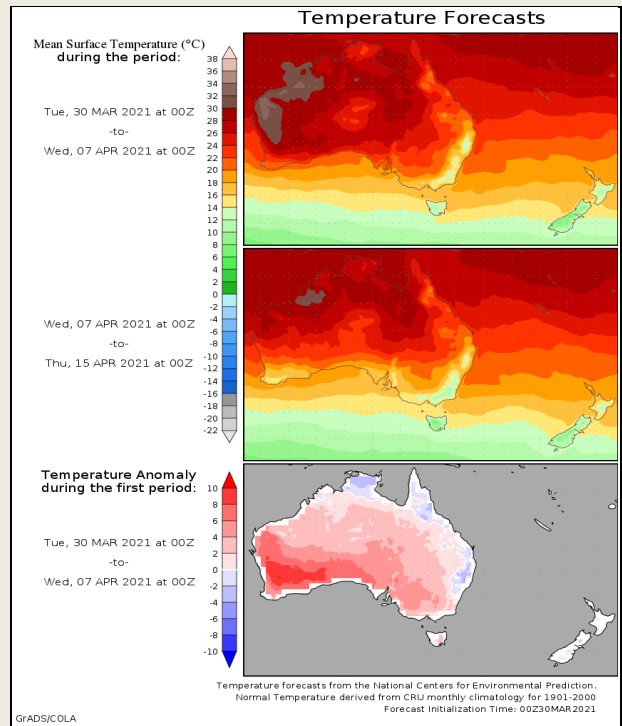 Temperature Forecasts
Mean Surface Temperature (°C)
during the period:
38
36
34
32
30
28
26
24
22
20
18
16
14
12
10
8
6
4
2
0
-2
-4
-6
-8
-10
-12
-14
-16
-18
-20
-22
Tue, 30 MAR 2021 at 00Z
-to-
Wed, 07 APR 2021 at 00Z
Wed, 07 APR 2021 at 00Z
-to-
Thu, 15 APR 2021 at 00Z
Temperature Anomaly
during the first period:
10
8
6
4
2
0
-2
-4
-6
-8
-10
Tue, 30 MAR 2021 at 00Z
-to-
Wed, 07 APR 2021 at 00Z
Temperature forecasts from the National Centers for Environmental Prediction.
Normal Temperature derived from CRU monthly climatology for 1901-2000
Forecast Initialization Time: 00Z30MAR2021
GrADS/COLA